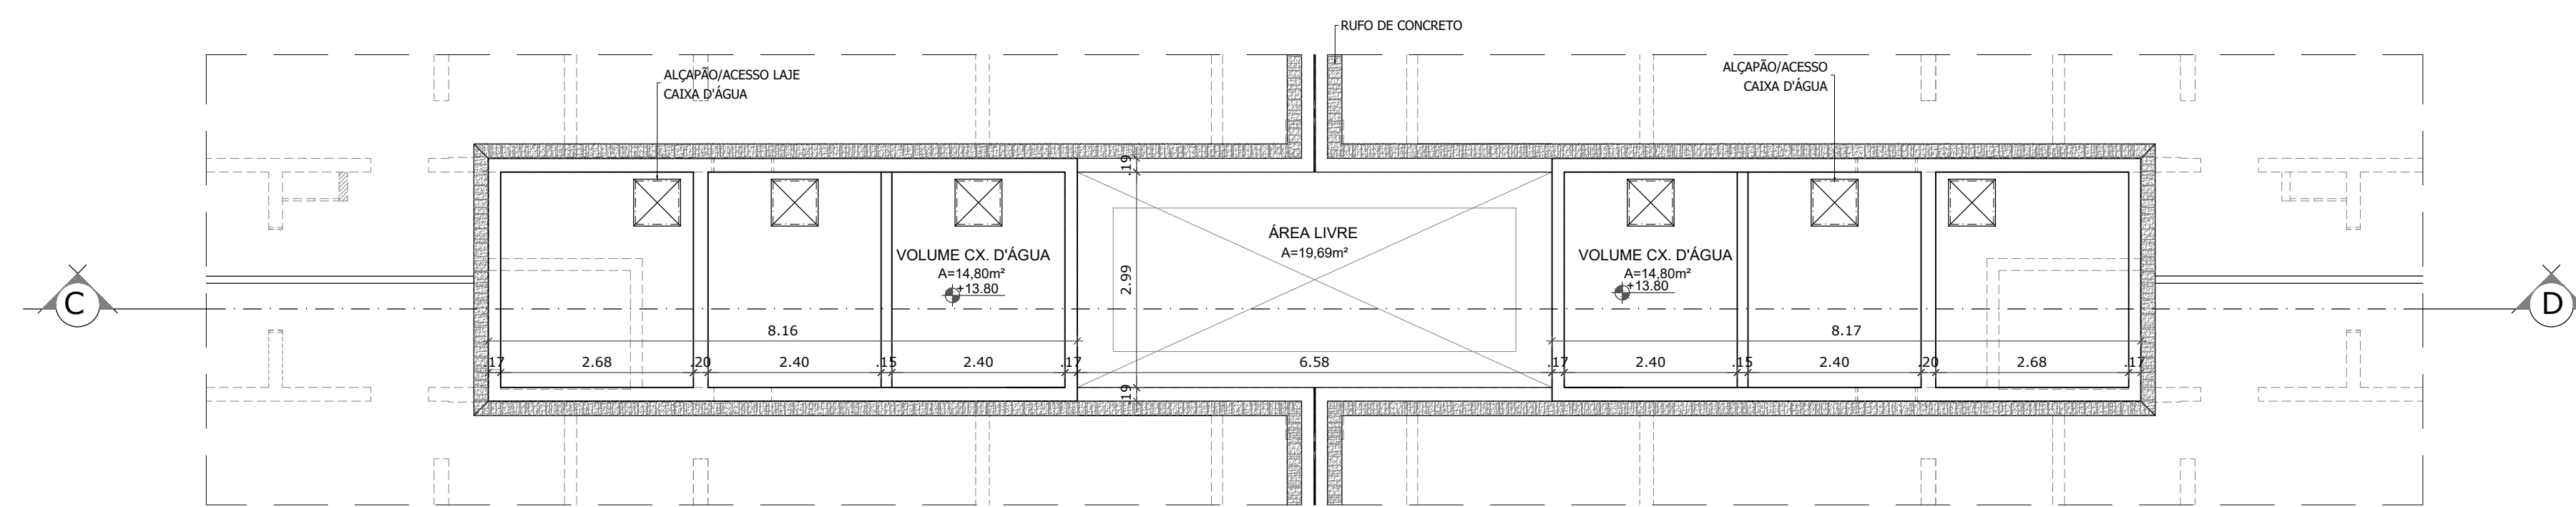 RUFO DE CONCRETO
ALÇAPÃO/ACESSO LAJE
CAIXA D'ÁGUA
ALÇAPÃO/ACESSO
CAIXA D'ÁGUA
.19
ÁREA LIVRE
A=19,69m²
VOLUME CX. D'ÁGUA
A=14,80m²
+13.80
VOLUME CX. D'ÁGUA
A=14,80m²
+13.80
2.99
C
D
8.16
8.17
.17
2.68
.20
2.40
.15
2.40
.17
6.58
.17
2.40
.15
2.40
.20
2.68
.17
.19